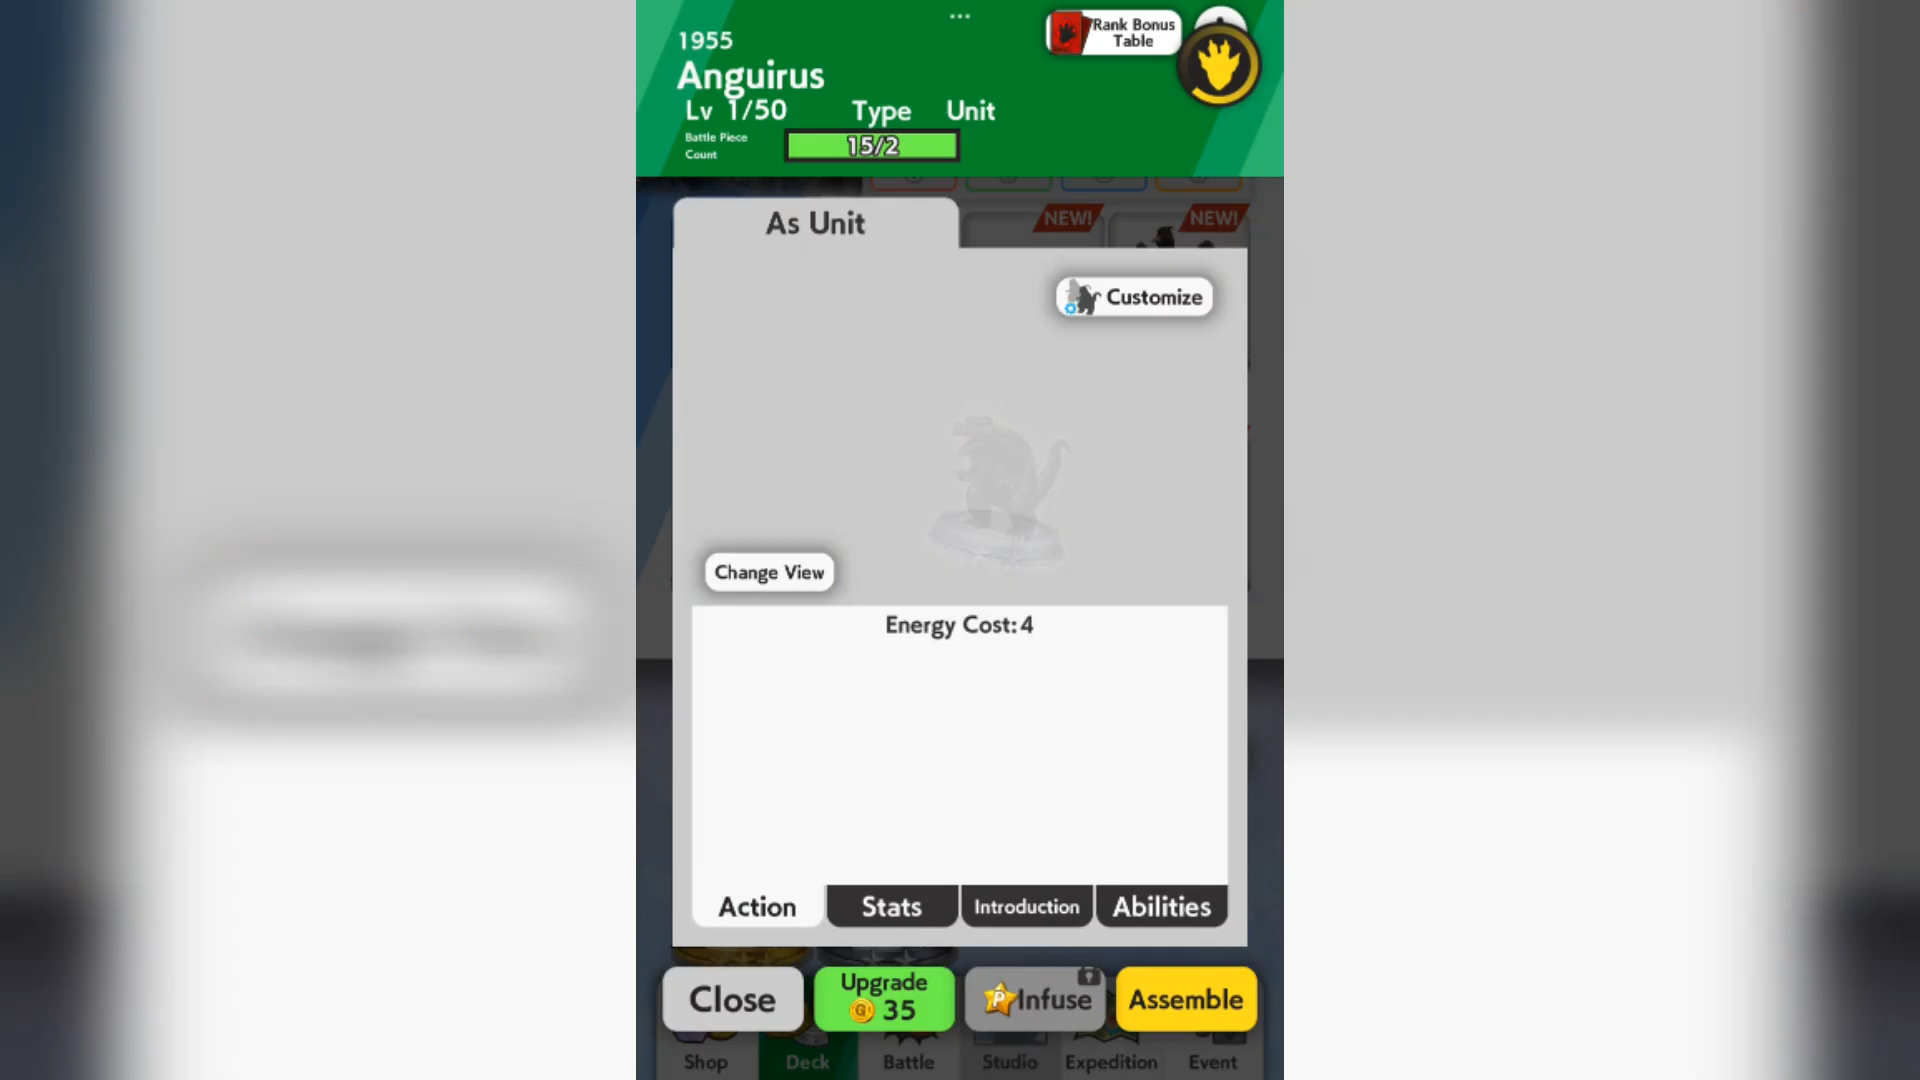 ...
1955
Rank Bonus
Table
Anguirus
Lv 1/50 Type Unit
Battle Piece
Count
15/2
As Unit
NEW!
NEW!
Customize
Change View
Energy Cost:4
Action
Stats
Introduction
Abilities
Close
Upgrade
G 35
P Infuse
Assemble
Shop
Deck
Battle
Studio
Expedition
Event